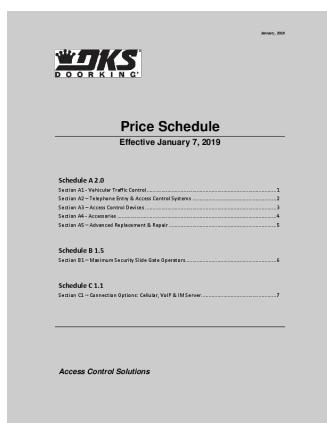 January, 2019
DKS
DOORKING®
Price Schedule
Effective January 7, 2019
Schedule A 2.0
Section A1 - Vehicular Traffic Control 1
Section A2 – Telephone Entry & Access Control Systems 2
Section A3 – Access Control Devices 3
Section A4 - Accessories 4
Section A5 – Advanced Replacement & Repair 5
Schedule B 1.5
Section B1 – Maximum Security Slide Gate Operators 6
Schedule C 1.1
Section C1 – Connection Options: Cellular, VoIP & IM Server 7
Access Control Solutions